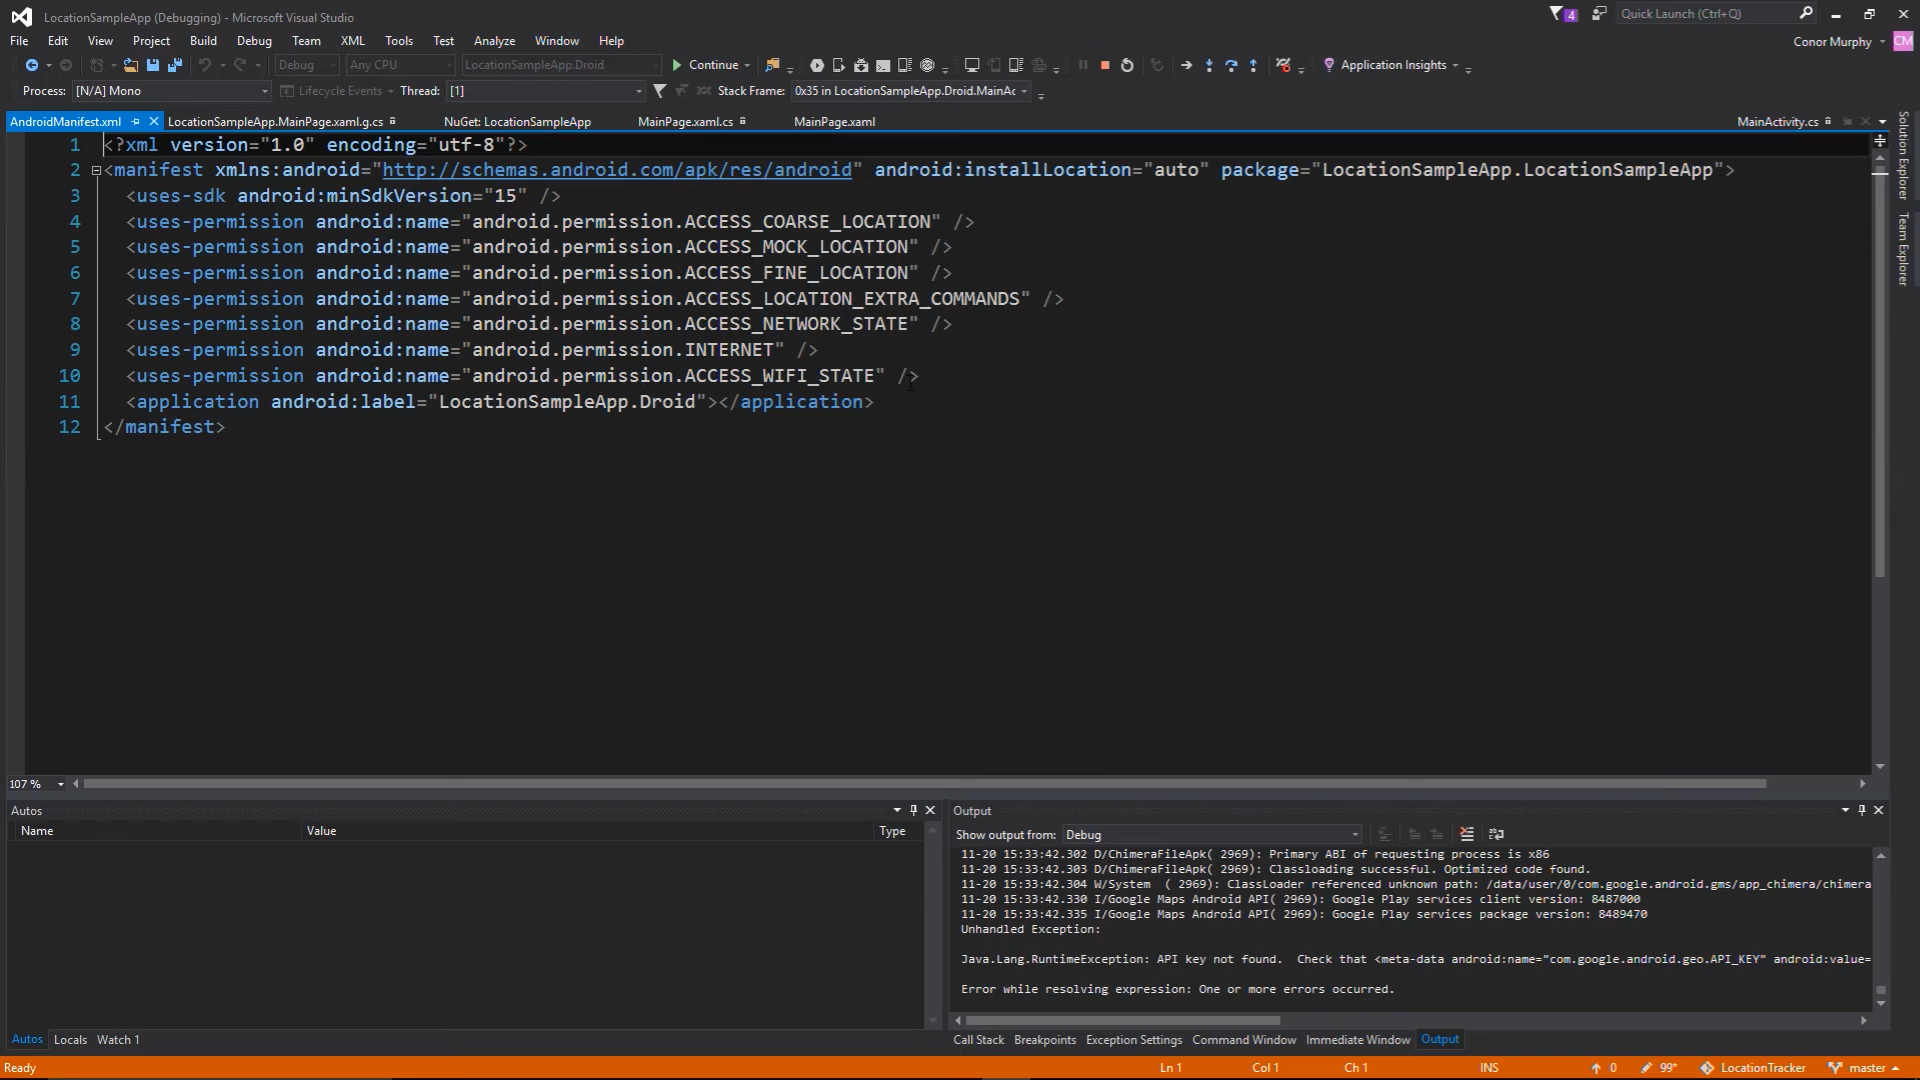 LocationSampleApp (Debugging) - Microsoft Visual Studio
4
Quick Launch (Ctrl+Q)
File Edit View Project Build Debug Team XML Tools Test Analyze Window Help
Conor Murphy CM
Debug Any CPU LocationSampleApp.Droid Continue Application Insights
Process: [N/A] Mono Lifecycle Events Thread: [1] Stack Frame: 0x35 in LocationSampleApp.Droid.MainAc
AndroidManifest.xml LocationSampleApp.MainPage.xaml.g.cs NuGet: LocationSampleApp MainPage.xaml.cs MainPage.xaml MainActivity.cs
Solution Explorer
Team Explorer
1 <?xml version="1.0" encoding="utf-8"?>
2 <manifest xmlns:android="http://schemas.android.com/apk/res/android" android:installLocation="auto" package="LocationSampleApp.LocationSampleApp">
3 <uses-sdk android:minSdkVersion="15" />
4 <uses-permission android:name="android.permission.ACCESS_COARSE_LOCATION" />
5 <uses-permission android:name="android.permission.ACCESS_MOCK_LOCATION" />
6 <uses-permission android:name="android.permission.ACCESS_FINE_LOCATION" />
7 <uses-permission android:name="android.permission.ACCESS_LOCATION_EXTRA_COMMANDS" />
8 <uses-permission android:name="android.permission.ACCESS_NETWORK_STATE" />
9 <uses-permission android:name="android.permission.INTERNET" />
10 <uses-permission android:name="android.permission.ACCESS_WIFI_STATE" />
11 <application android:label="LocationSampleApp.Droid"></application>
12 </manifest>
107 %
Autos
Name Value Type
Autos Locals Watch 1
Output
Show output from: Debug
11-20 15:33:42.302 D/ChimeraFileApk( 2969): Primary ABI of requesting process is x86
11-20 15:33:42.303 D/ChimeraFileApk( 2969): Classloading successful. Optimized code found.
11-20 15:33:42.304 W/System  ( 2969): ClassLoader referenced unknown path: /data/user/0/com.google.android.gms/app_chimera/chimera
11-20 15:33:42.330 I/Google Maps Android API( 2969): Google Play services client version: 8487000
11-20 15:33:42.335 I/Google Maps Android API( 2969): Google Play services package version: 8489470
Unhandled Exception:
Java.Lang.RuntimeException: API key not found.  Check that <meta-data android:name="com.google.android.geo.API_KEY" android:value=
Error while resolving expression: One or more errors occurred.
Call Stack Breakpoints Exception Settings Command Window Immediate Window Output
Ready Ln 1 Col 1 Ch 1 INS 0 99* LocationTracker master